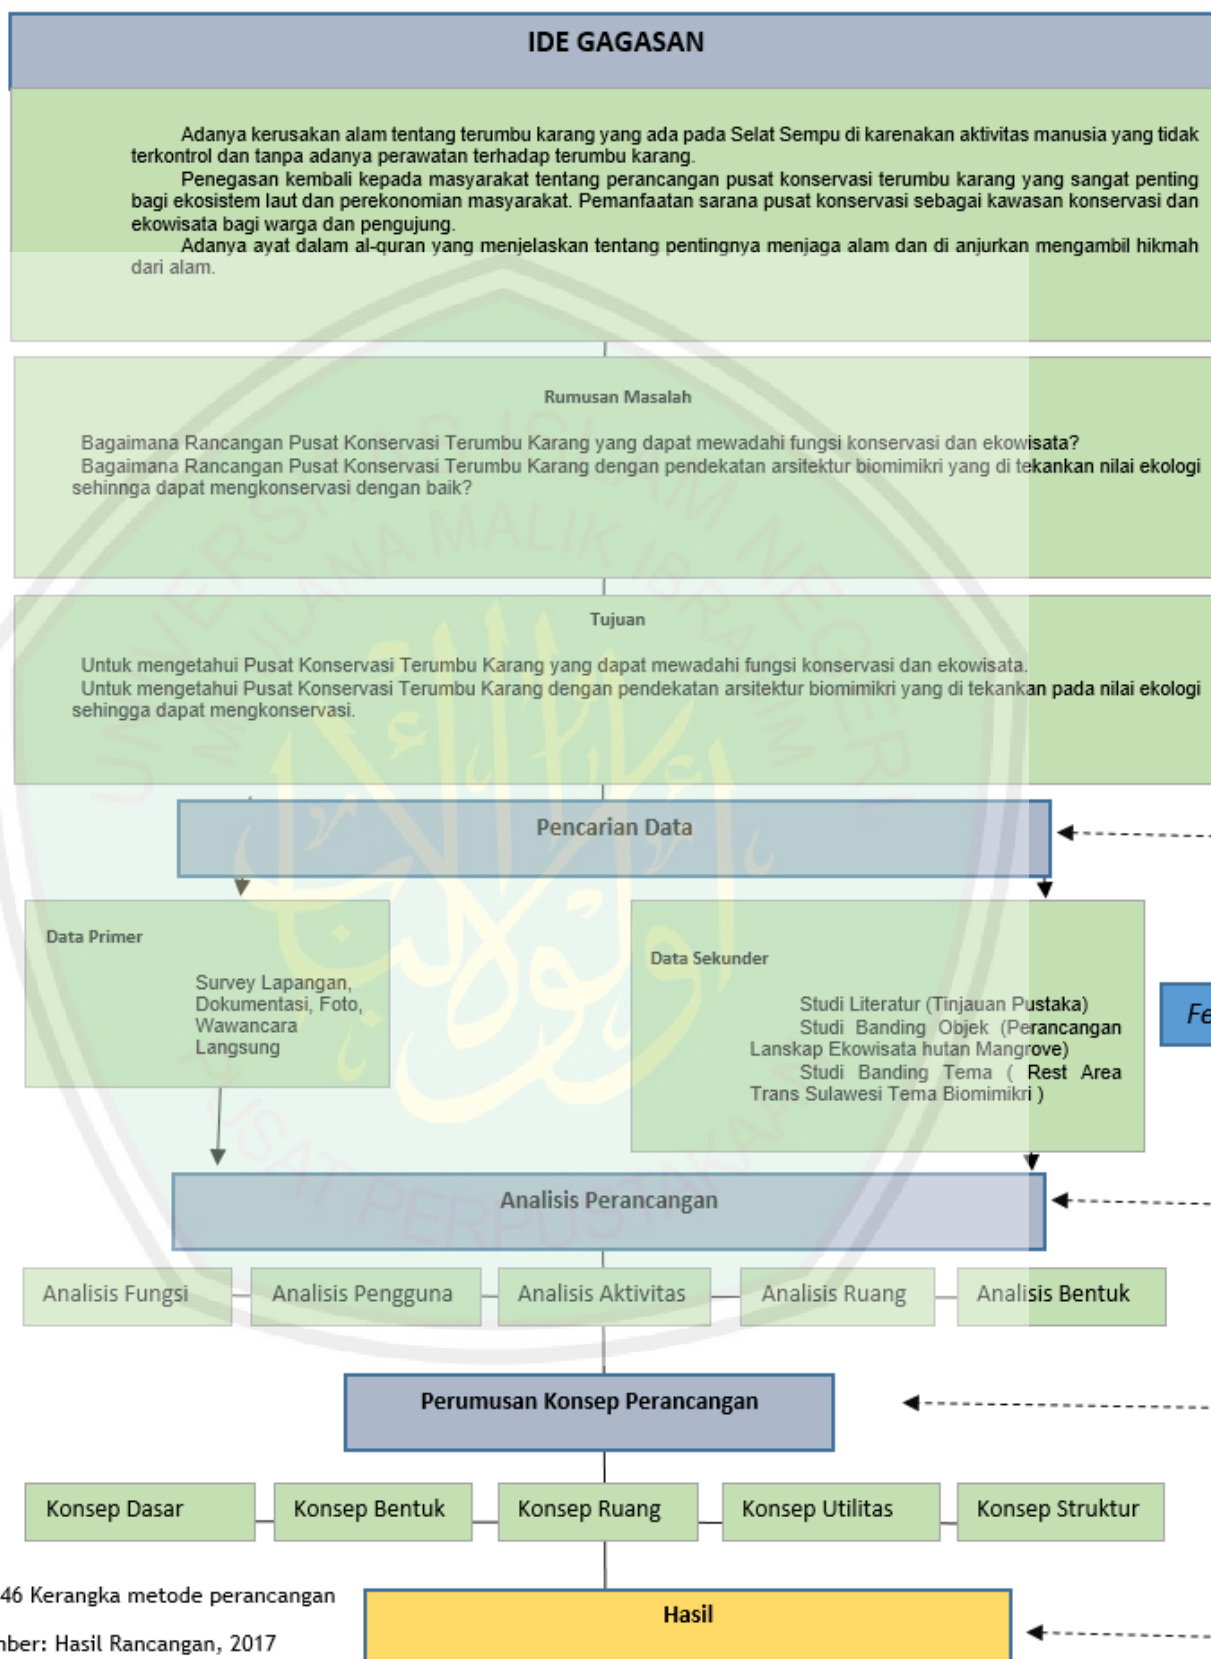 IDE GAGASAN
Adanya kerusakan alam tentang terumbu karang yang ada pada Selat Sempu di karenakan aktivitas manusia yang tidak
terkontrol dan tanpa adanya perawatan terhadap terumbu karang.
Penegasan kembali kepada masyarakat tentang perancangan pusat konservasi terumbu karang yang sangat penting
bagi ekosistem laut dan perekonomian masyarakat. Pemanfaatan sarana pusat konservasi sebagai kawasan konservasi dan
ekowisata bagi warga dan pengujung.
Adanya ayat dalam al-quran yang menjelaskan tentang pentingnya menjaga alam dan di anjurkan mengambil hikmah
dari alam.
Rumusan Masalah
Bagaimana Rancangan Pusat Konservasi Terumbu Karang yang dapat mewadahi fungsi konservasi dan ekowisata?
Bagaimana Rancangan Pusat Konservasi Terumbu Karang dengan pendekatan arsitektur biomimikri yang di tekankan nilai ekologi
sehinnga dapat mengkonservasi dengan baik?
Tujuan
Untuk mengetahui Pusat Konservasi Terumbu Karang yang dapat mewadahi fungsi konservasi dan ekowisata.
Untuk mengetahui Pusat Konservasi Terumbu Karang dengan pendekatan arsitektur biomimikri yang di tekankan pada nilai ekologi
sehingga dapat mengkonservasi.
Pencarian Data
Data Primer
Survey Lapangan,
Dokumentasi, Foto,
Wawancara
Langsung
Data Sekunder
Studi Literatur (Tinjauan Pustaka)
Studi Banding Objek (Perancangan
Lanskap Ekowisata hutan Mangrove)
Studi Banding Tema ( Rest Area
Trans Sulawesi Tema Biomimikri )
Fe
Analisis Perancangan
Analisis Fungsi
Analisis Pengguna
Analisis Aktivitas
Analisis Ruang
Analisis Bentuk
Perumusan Konsep Perancangan
Konsep Dasar
Konsep Bentuk
Konsep Ruang
Konsep Utilitas
Konsep Struktur
46 Kerangka metode perancangan
Hasil
nber: Hasil Rancangan, 2017
UNIVERSITAS ISLAM NEGERI
MAULANA MALIK IBRAHIM
PUSAT PERPUSTAKAAN